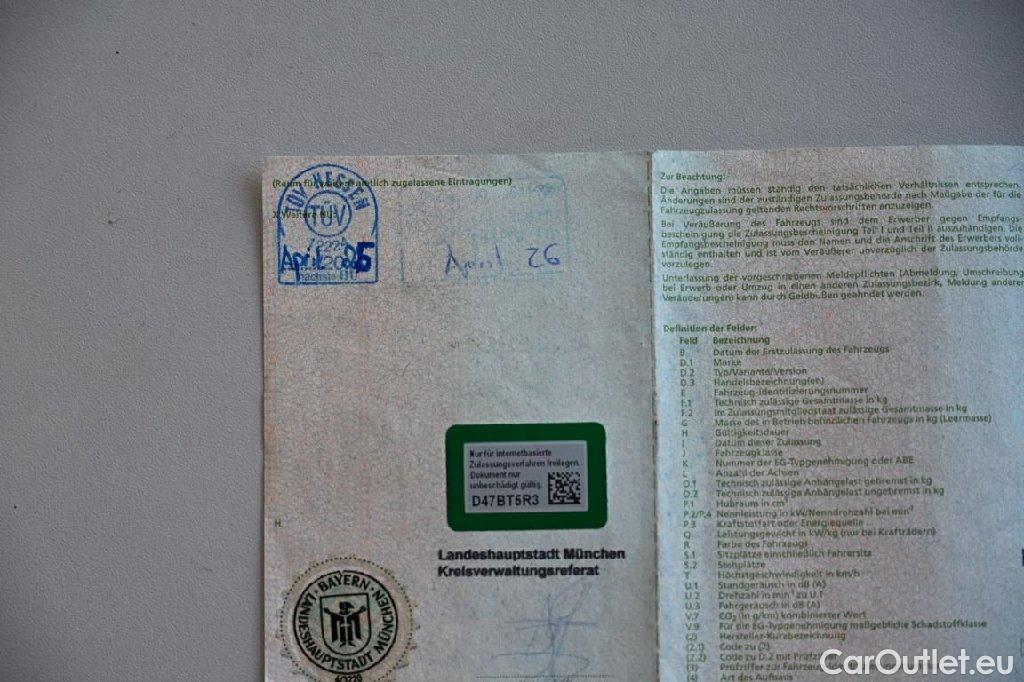 (Raum für weitere amtlich zugelassene Eintragungen)
TÜV HESSEN
TÜV
nächste HU
April 26
Nur für internetbasierte
Zulassungsverfahren freilegen.
Dokument nur
unbeschädigt gültig.
D47BT5R3
H
Landeshauptstadt München
Kreisverwaltungsreferat
BAYERN
LANDESHAUPTSTADT MÜNCHEN
Zur Beachtung:
Die Angaben müssen ständig den tatsächlichen Verhältnissen entsprechen.
Änderungen sind der zuständigen Zulassungsbehörde nach Maßgabe der für die
Fahrzeugzulassung geltenden Rechtsvorschriften anzuzeigen.
Bei Veräußerung des Fahrzeugs sind dem Erwerber gegen Empfangs-
bescheinigung die Zulassungsbescheinigung Teil I und Teil II auszuhändigen. Die
Empfangsbescheinigung muss den Namen und die Anschrift des Erwerbers voll-
ständig enthalten und ist vom Veräußerer unverzüglich der Zulassungsbehörde
vorzulegen.
Unterlassung der vorgeschriebenen Meldepflichten (Abmeldung, Umschreibung
bei Erwerb oder Umzug in einen anderen Zulassungsbezirk, Meldung anderer
Veränderungen) kann durch Geldbußen geahndet werden.
Definition der Felder:
Feld Bezeichnung
B Datum der Erstzulassung des Fahrzeugs
D.1 Marke
D.2 Typ/Variante/Version
D.3 Handelsbezeichnung(en)
E Fahrzeug-Identifizierungsnummer
F.1 Technisch zulässige Gesamtmasse in kg
F.2 Im Zulassungsmitgliedstaat zulässige Gesamtmasse in kg
G Masse des in Betrieb befindlichen Fahrzeugs in kg (Leermasse)
H Gültigkeitsdauer
I Datum dieser Zulassung
J Fahrzeugklasse
K Nummer der EG-Typgenehmigung oder ABE
L Anzahl der Achsen
O.1 Technisch zulässige Anhängelast gebremst in kg
O.2 Technisch zulässige Anhängelast ungebremst in kg
P.1 Hubraum in cm³
P.2/P.4 Nennleistung in kW/Nenndrehzahl bei min⁻¹
P.3 Kraftstoffart oder Energiequelle
Q Leistungsgewicht in kW/kg (nur bei Krafträdern)
R Farbe des Fahrzeugs
S.1 Sitzplätze einschließlich Fahrersitz
S.2 Stehplätze
T Höchstgeschwindigkeit in km/h
U.1 Standgeräusch in dB (A)
U.2 Drehzahl in min⁻¹ zu U.1
U.3 Fahrgeräusch in dB (A)
V.7 CO₂ (in g/km) kombinierter Wert
V.9 Für die EG-Typgenehmigung maßgebliche Schadstoffklasse
(2) Hersteller-Kurzbezeichnung
(2.1) Code zu (2)
(2.2) Code zu D.2 mit Prüfziffer
(3) Prüfziffer zur Fahrzeug
(4) Art des Aufbaus
CarOutlet.eu